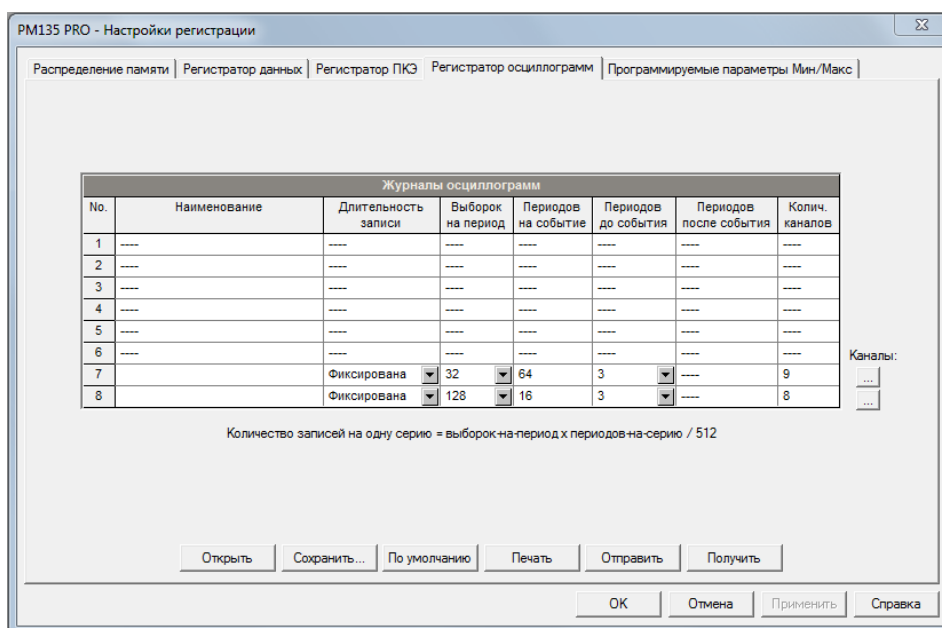 PM135 PRO - Настройки регистрации
Распределение памяти Регистратор данных Регистратор ПКЭ Регистратор осциллограмм Программируемые параметры Мин/Макс
Журналы осциллограмм
No. Наименование Длительность записи Выборок на период Периодов на событие Периодов до события Периодов после события Колич. каналов
1 ---- ---- ---- ---- ---- ---- ----
2 ---- ---- ---- ---- ---- ---- ----
3 ---- ---- ---- ---- ---- ---- ----
4 ---- ---- ---- ---- ---- ---- ----
5 ---- ---- ---- ---- ---- ---- ----
6 ---- ---- ---- ---- ---- ---- ----
Каналы:
7 Фиксирована 32 64 3 ---- 9 ...
8 Фиксирована 128 16 3 ---- 8 ...
Количество записей на одну серию = выборок-на-период x периодов-на-серию / 512
Открыть Сохранить... По умолчанию Печать Отправить Получить
OK Отмена Применить Справка